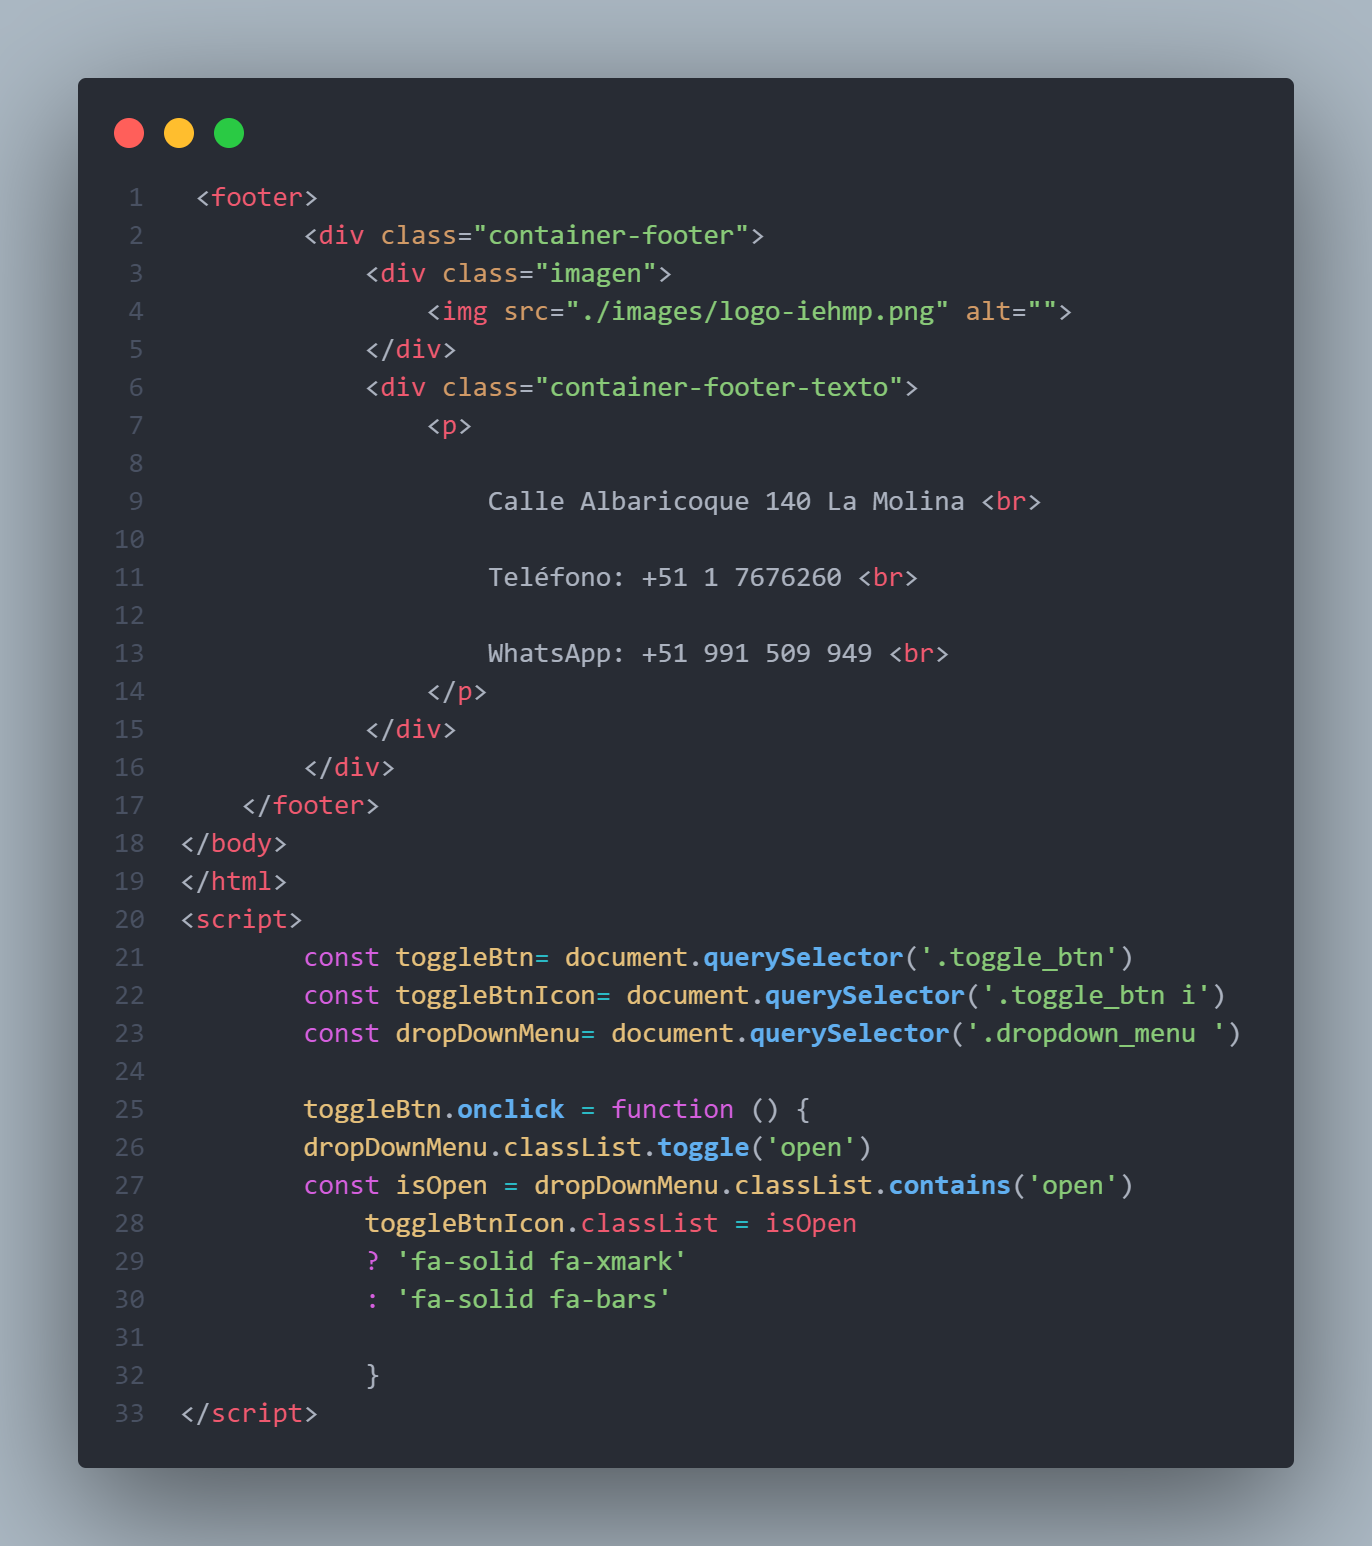 1 <footer>
2 <div class="container-footer">
3 <div class="imagen">
4 <img src="./images/logo-iehmp.png" alt="">
5 </div>
6 <div class="container-footer-texto">
7 <p>
8
9 Calle Albaricoque 140 La Molina <br>
10
11 Teléfono: +51 1 7676260 <br>
12
13 WhatsApp: +51 991 509 949 <br>
14 </p>
15 </div>
16 </div>
17 </footer>
18 </body>
19 </html>
20 <script>
21 const toggleBtn= document.querySelector('.toggle_btn')
22 const toggleBtnIcon= document.querySelector('.toggle_btn i')
23 const dropDownMenu= document.querySelector('.dropdown_menu ')
24
25 toggleBtn.onclick = function () {
26 dropDownMenu.classList.toggle('open')
27 const isOpen = dropDownMenu.classList.contains('open')
28 toggleBtnIcon.classList = isOpen
29 ? 'fa-solid fa-xmark'
30 : 'fa-solid fa-bars'
31
32 }
33 </script>